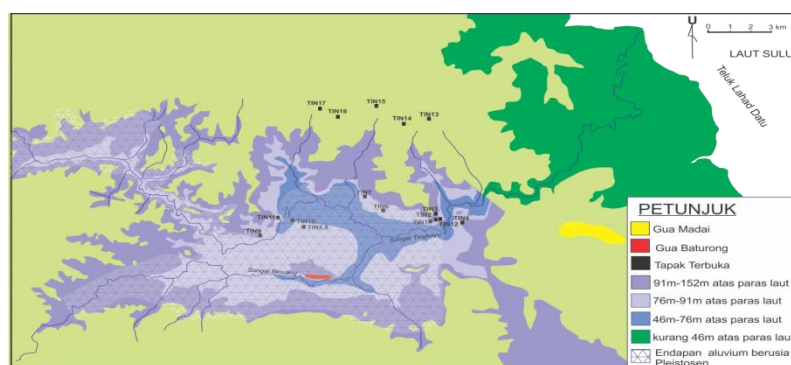 U
0 1 2 3 km
LAUT SULU
Teluk Lahad Datu
TIN17
TIN16
TIN15
TIN14
TIN13
TIN7
TIN6
TIN3
TIN2
TIN1
TIN4
TIN12
TIN11
TIN10
TIN9
Sungai Tingkayu
Sungai Binuang
PETUNJUK
Gua Madai
Gua Baturong
Tapak Terbuka
91m-152m atas paras laut
76m-91m atas paras laut
46m-76m atas paras laut
kurang 46m atas paras lau
Endapan aluvium berusia
Pleistosen